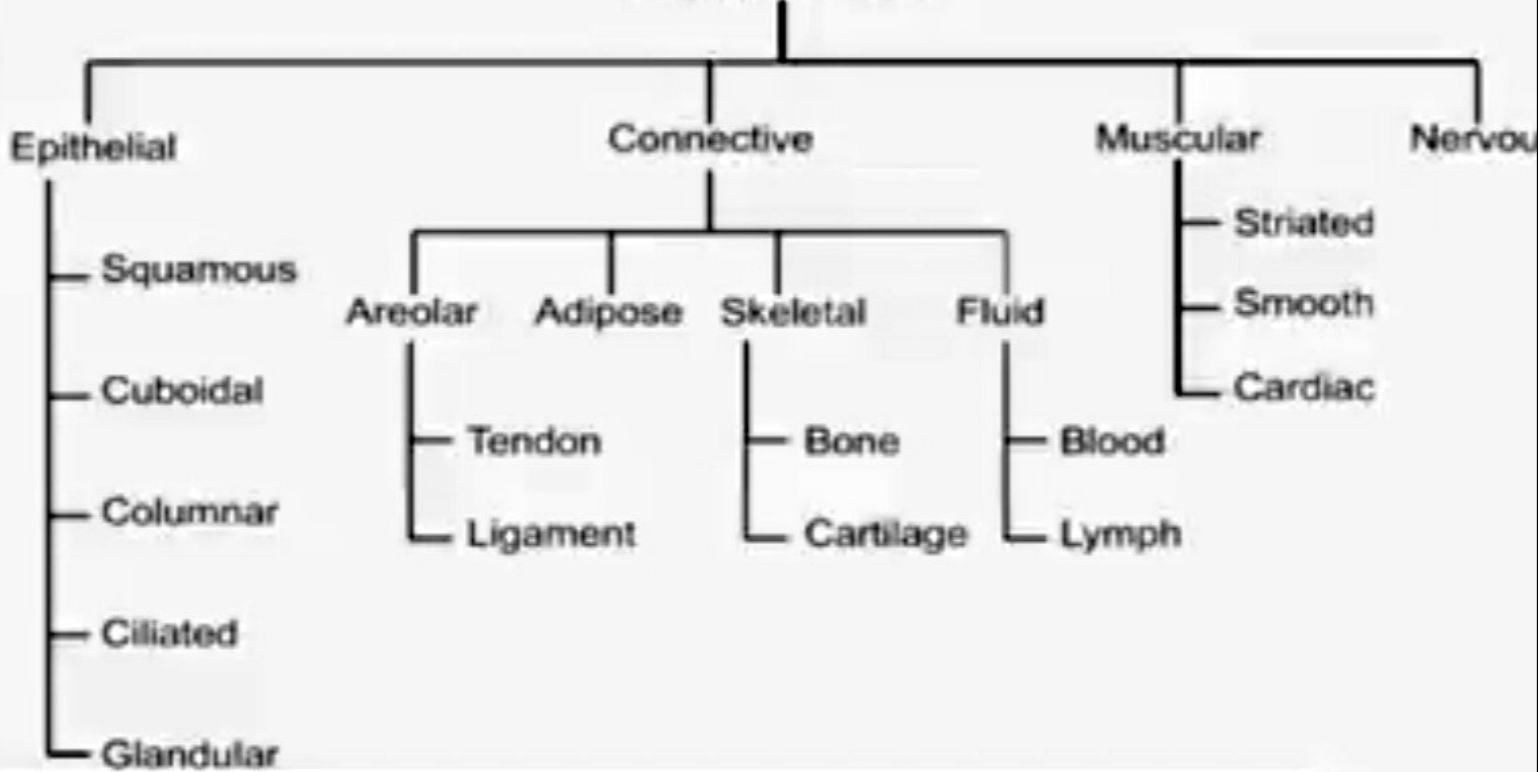 Epithelial
Connective
Muscular
Nervou
Squamous
Cuboidal
Columnar
Ciliated
Glandular
Areolar
Adipose
Skeletal
Fluid
Tendon
Ligament
Bone
Cartilage
Blood
Lymph
Striated
Smooth
Cardiac